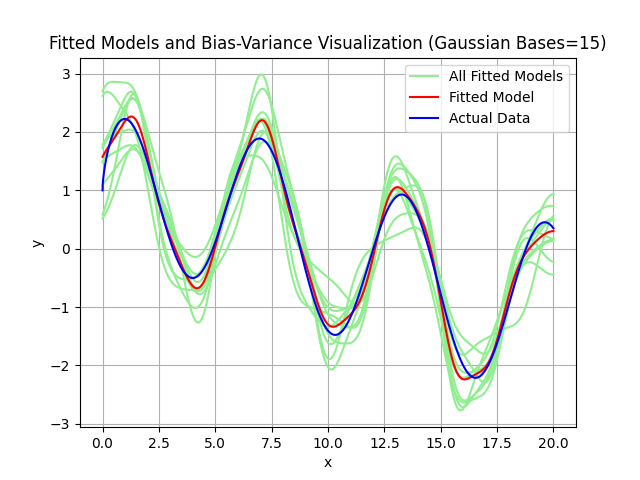 Fitted Models and Bias-Variance Visualization (Gaussian Bases=15)
All Fitted Models
Fitted Model
Actual Data
y
3
2
1
0
−1
−2
−3
0.0 2.5 5.0 7.5 10.0 12.5 15.0 17.5 20.0
x